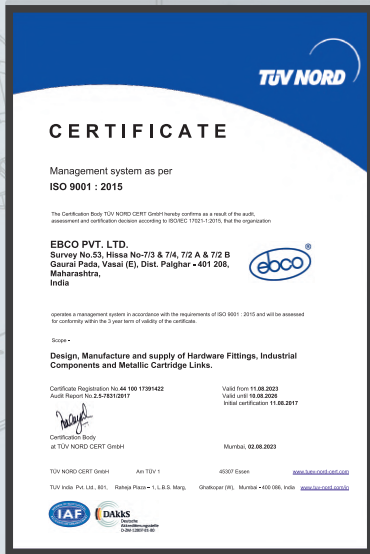 TÜV NORD
CERTIFICATE
Management system as per
ISO 9001 : 2015
The Certification Body TÜV NORD CERT GmbH hereby confirms as a result of the audit,
assessment and certification decision according to ISO/IEC 17021-1:2015, that the organization
EBCO PVT. LTD.
Survey No.53, Hissa No-7/3 & 7/4, 7/2 A & 7/2 B
Gaurai Pada, Vasai (E), Dist. Palghar - 401 208,
Maharashtra,
India
ebco
®
operates a management system in accordance with the requirements of ISO 9001 : 2015 and will be assessed
for conformity within the 3 year term of validity of the certificate.
Scope -
Design, Manufacture and supply of Hardware Fittings, Industrial
Components and Metallic Cartridge Links.
Certificate Registration No.44 100 17391422
Audit Report No.2.5-7831/2017
Valid from 11.08.2023
Valid until 10.08.2026
Initial certification 11.08.2017
Certification Body
at TÜV NORD CERT GmbH
Mumbai, 02.08.2023
TÜV NORD CERT GmbH Am TÜV 1 45307 Essen www.tuev-nord-cert.com
TUV India Pvt. Ltd., 801, Raheja Plaza - 1, L.B.S. Marg, Ghatkopar (W), Mumbai - 400 086, India www.tuv-nord.com/in
IAF
DAkkS
Deutsche
Akkreditierungsstelle